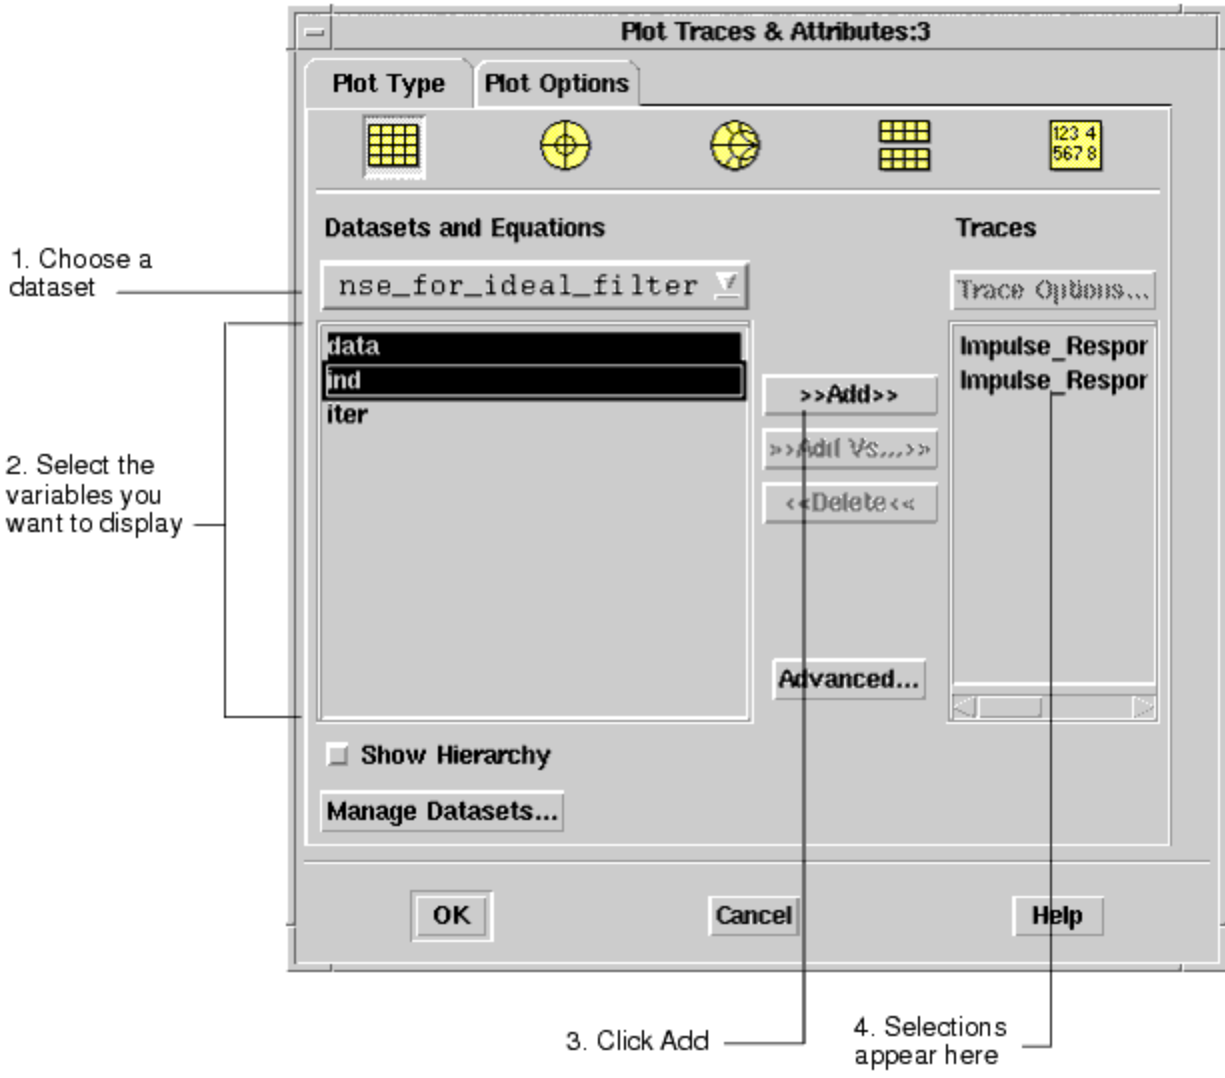 Plot Traces & Attributes:3
Plot Type
Plot Options
123 4
567 8
Datasets and Equations
Traces
1. Choose a
dataset
nse_for_ideal_filter
Trace Options...
data
ind
iter
Impulse_Respor
Impulse_Respor
>>Add>>
>>Add Vs...>>
<<Delete<<
2. Select the
variables you
want to display
Advanced...
Show Hierarchy
Manage Datasets...
OK
Cancel
Help
3. Click Add
4. Selections
appear here